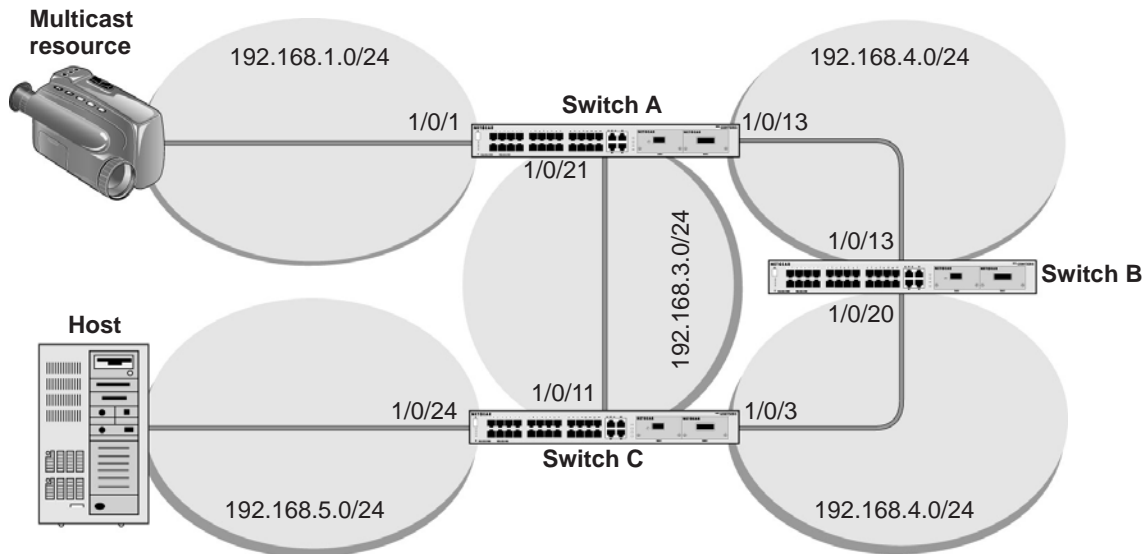 Multicast
resource
192.168.1.0/24
192.168.4.0/24
Switch A
1/0/1
1/0/13
1/0/21
192.168.3.0/24
1/0/13
Switch B
1/0/20
Host
1/0/11
1/0/24
1/0/3
Switch C
192.168.5.0/24
192.168.4.0/24